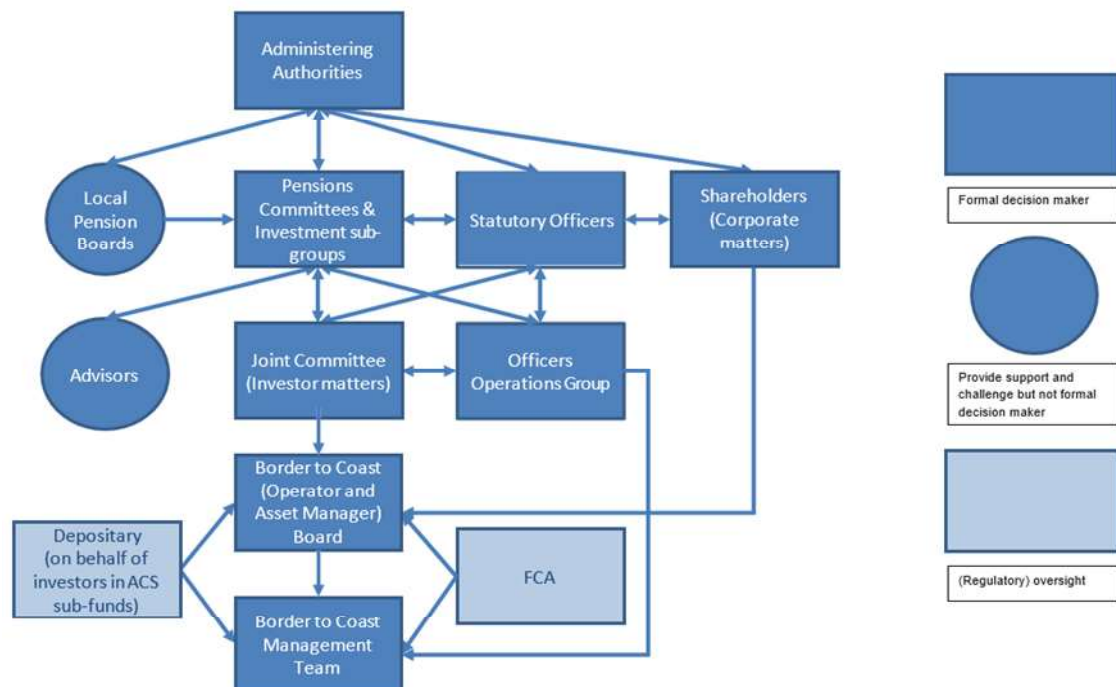 Administering
Authorities
Local
Pension
Boards
Pensions
Committees &
Investment sub-
groups
Statutory Officers
Shareholders
(Corporate
matters)
Advisors
Joint Committee
(Investor matters)
Officers
Operations Group
Border to Coast
(Operator and
Asset Manager)
Board
Depositary
(on behalf of
investors in ACS
sub-funds)
FCA
Border to Coast
Management
Team
Formal decision maker
Provide support and
challenge but not formal
decision maker
(Regulatory) oversight